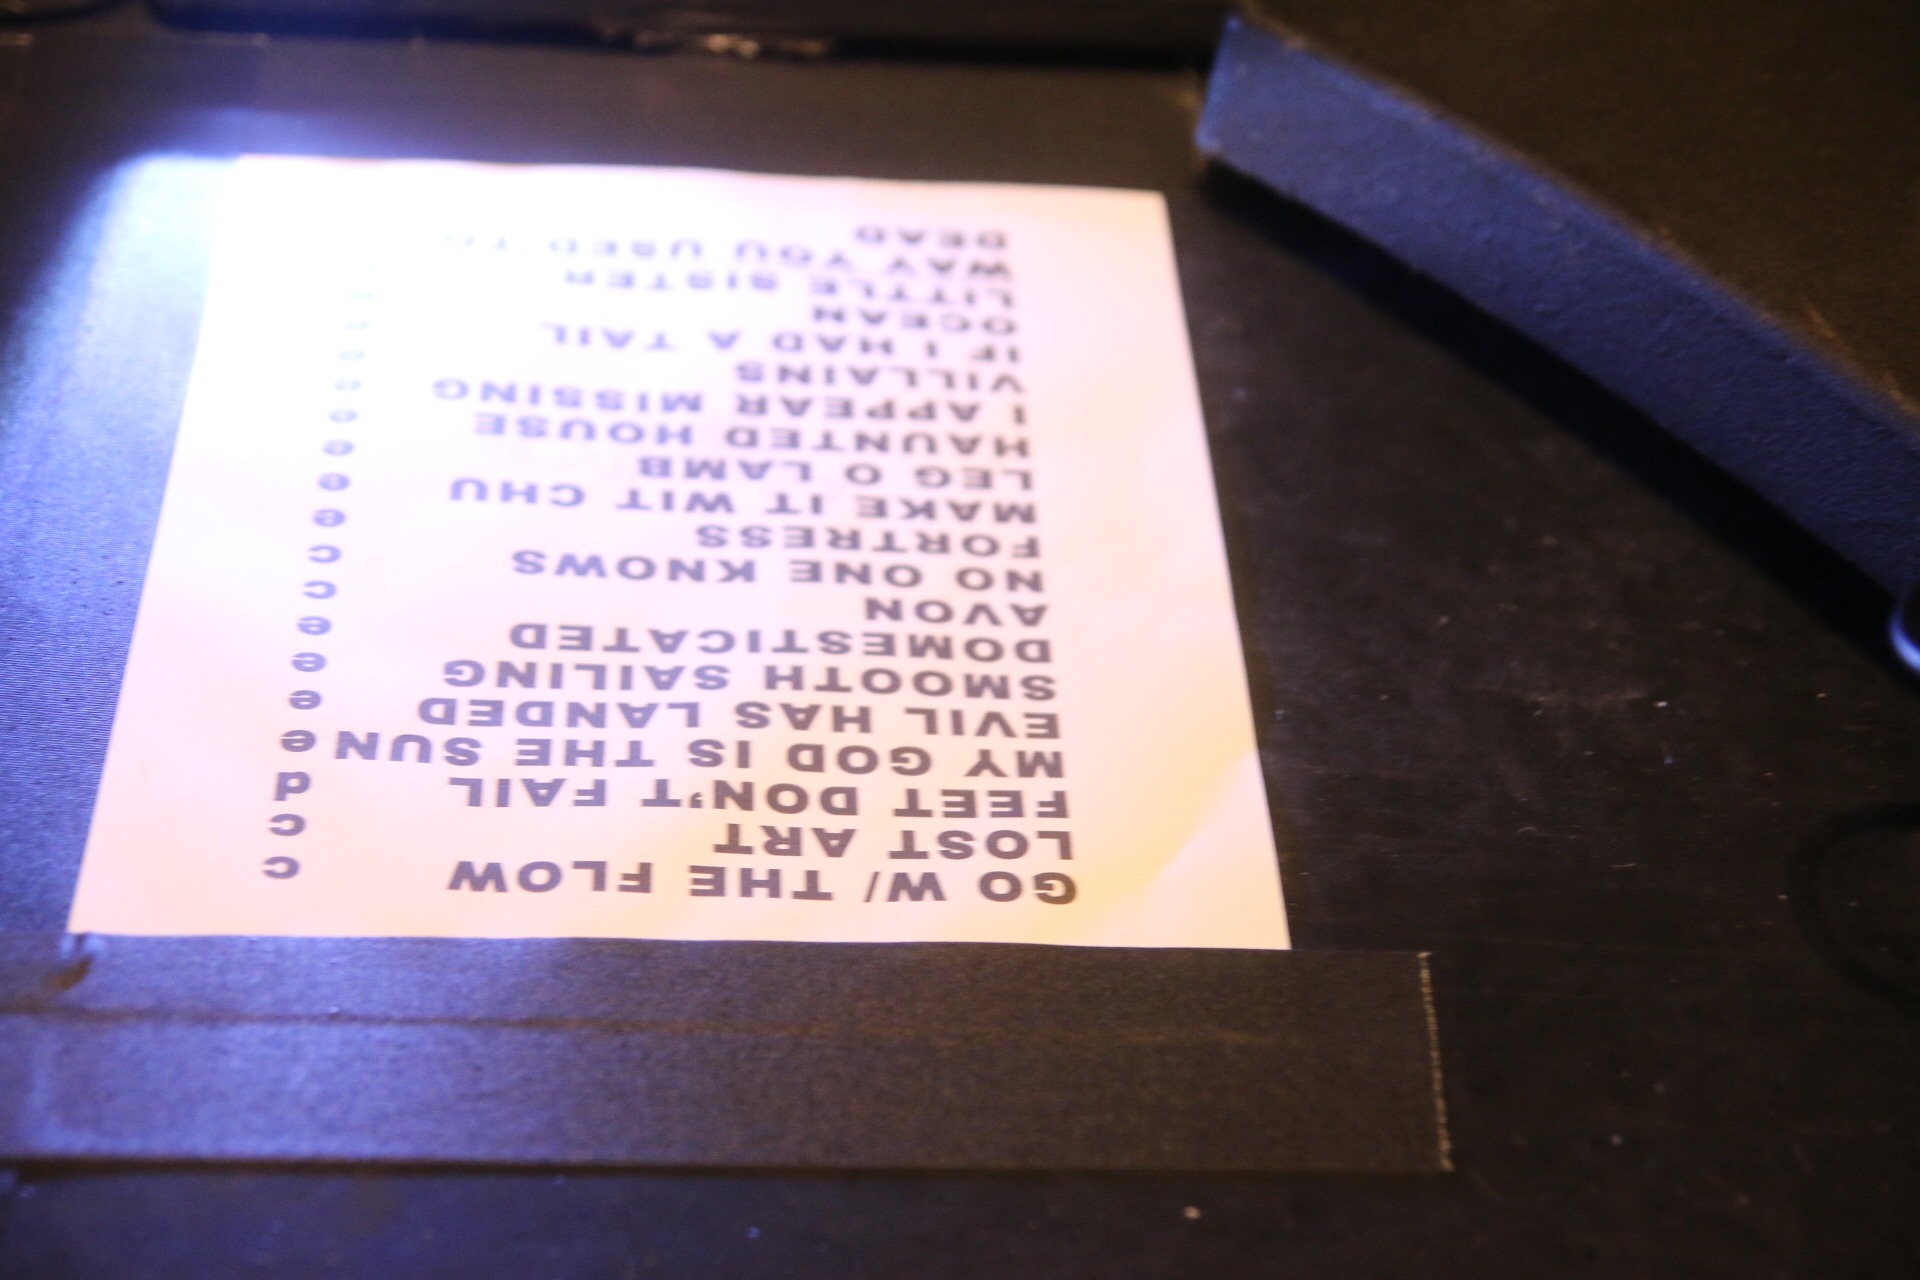 GO W/ THE FLOW c
LOST ART c
FEET DON'T FAIL d
MY GOD IS THE SUN e
EVIL HAS LANDED e
SMOOTH SAILING e
DOMESTICATED e
AVON c
NO ONE KNOWS c
FORTRESS e
MAKE IT WIT CHU e
LEG O LAMB e
HAUNTED HOUSE e
I APPEAR MISSING e
VILLAINS
IF I HAD A TAIL
OCEAN
LITTLE SISTER
WAY YOU USED TO
DEAD